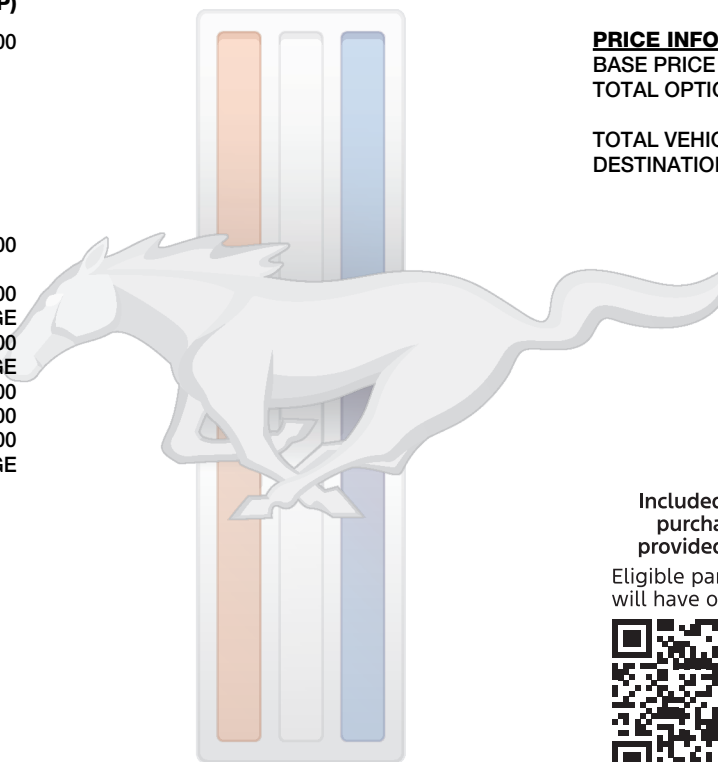 P)
00
00
00
GE
00
GE
00
00
00
GE
PRICE INFO
BASE PRICE
TOTAL OPTIO
TOTAL VEHIC
DESTINATION
Included
purcha
provided
Eligible par
will have o